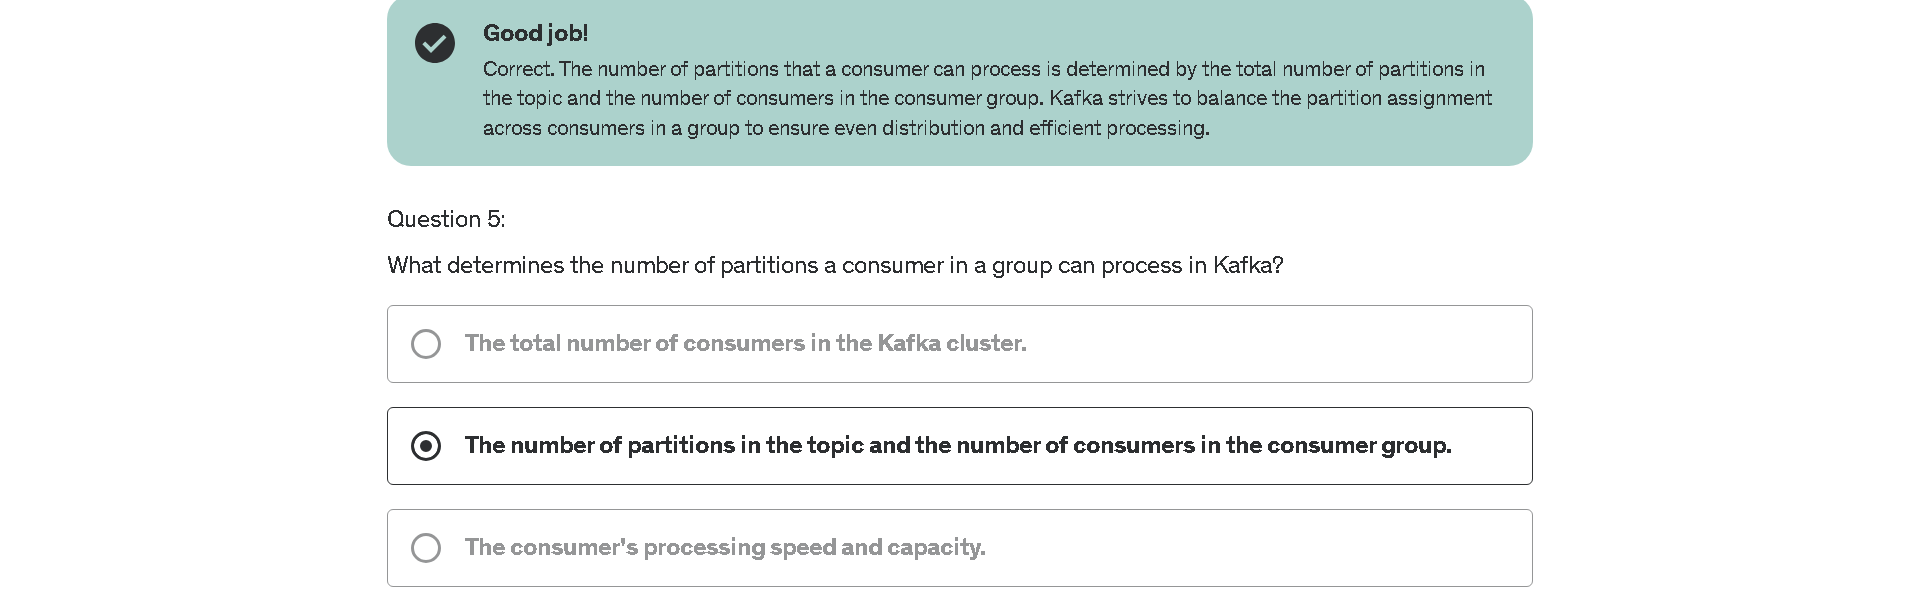 Good job!
Correct. The number of partitions that a consumer can process is determined by the total number of partitions in
the topic and the number of consumers in the consumer group. Kafka strives to balance the partition assignment
across consumers in a group to ensure even distribution and efficient processing.
Question 5:
What determines the number of partitions a consumer in a group can process in Kafka?
The total number of consumers in the Kafka cluster.
The number of partitions in the topic and the number of consumers in the consumer group.
The consumer's processing speed and capacity.